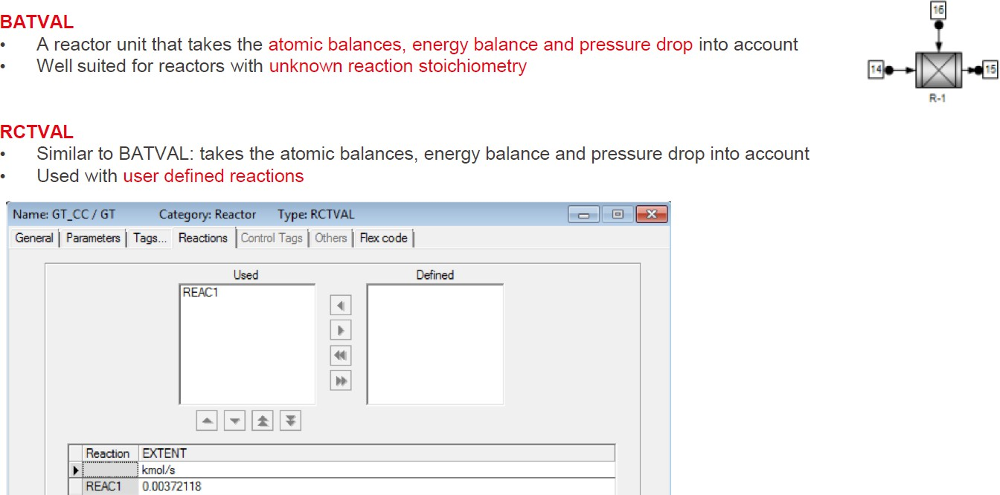 BATVAL
• A reactor unit that takes the atomic balances, energy balance and pressure drop into account
• Well suited for reactors with unknown reaction stoichiometry
16
14
15
R-1
RCTVAL
• Similar to BATVAL: takes the atomic balances, energy balance and pressure drop into account
• Used with user defined reactions
Name: GT_CC / GT Category: Reactor Type: RCTVAL
General Parameters Tags... Reactions Control Tags Others Flex code
Used Defined
REAC1
Reaction EXTENT
kmol/s
REAC1 0.00372118